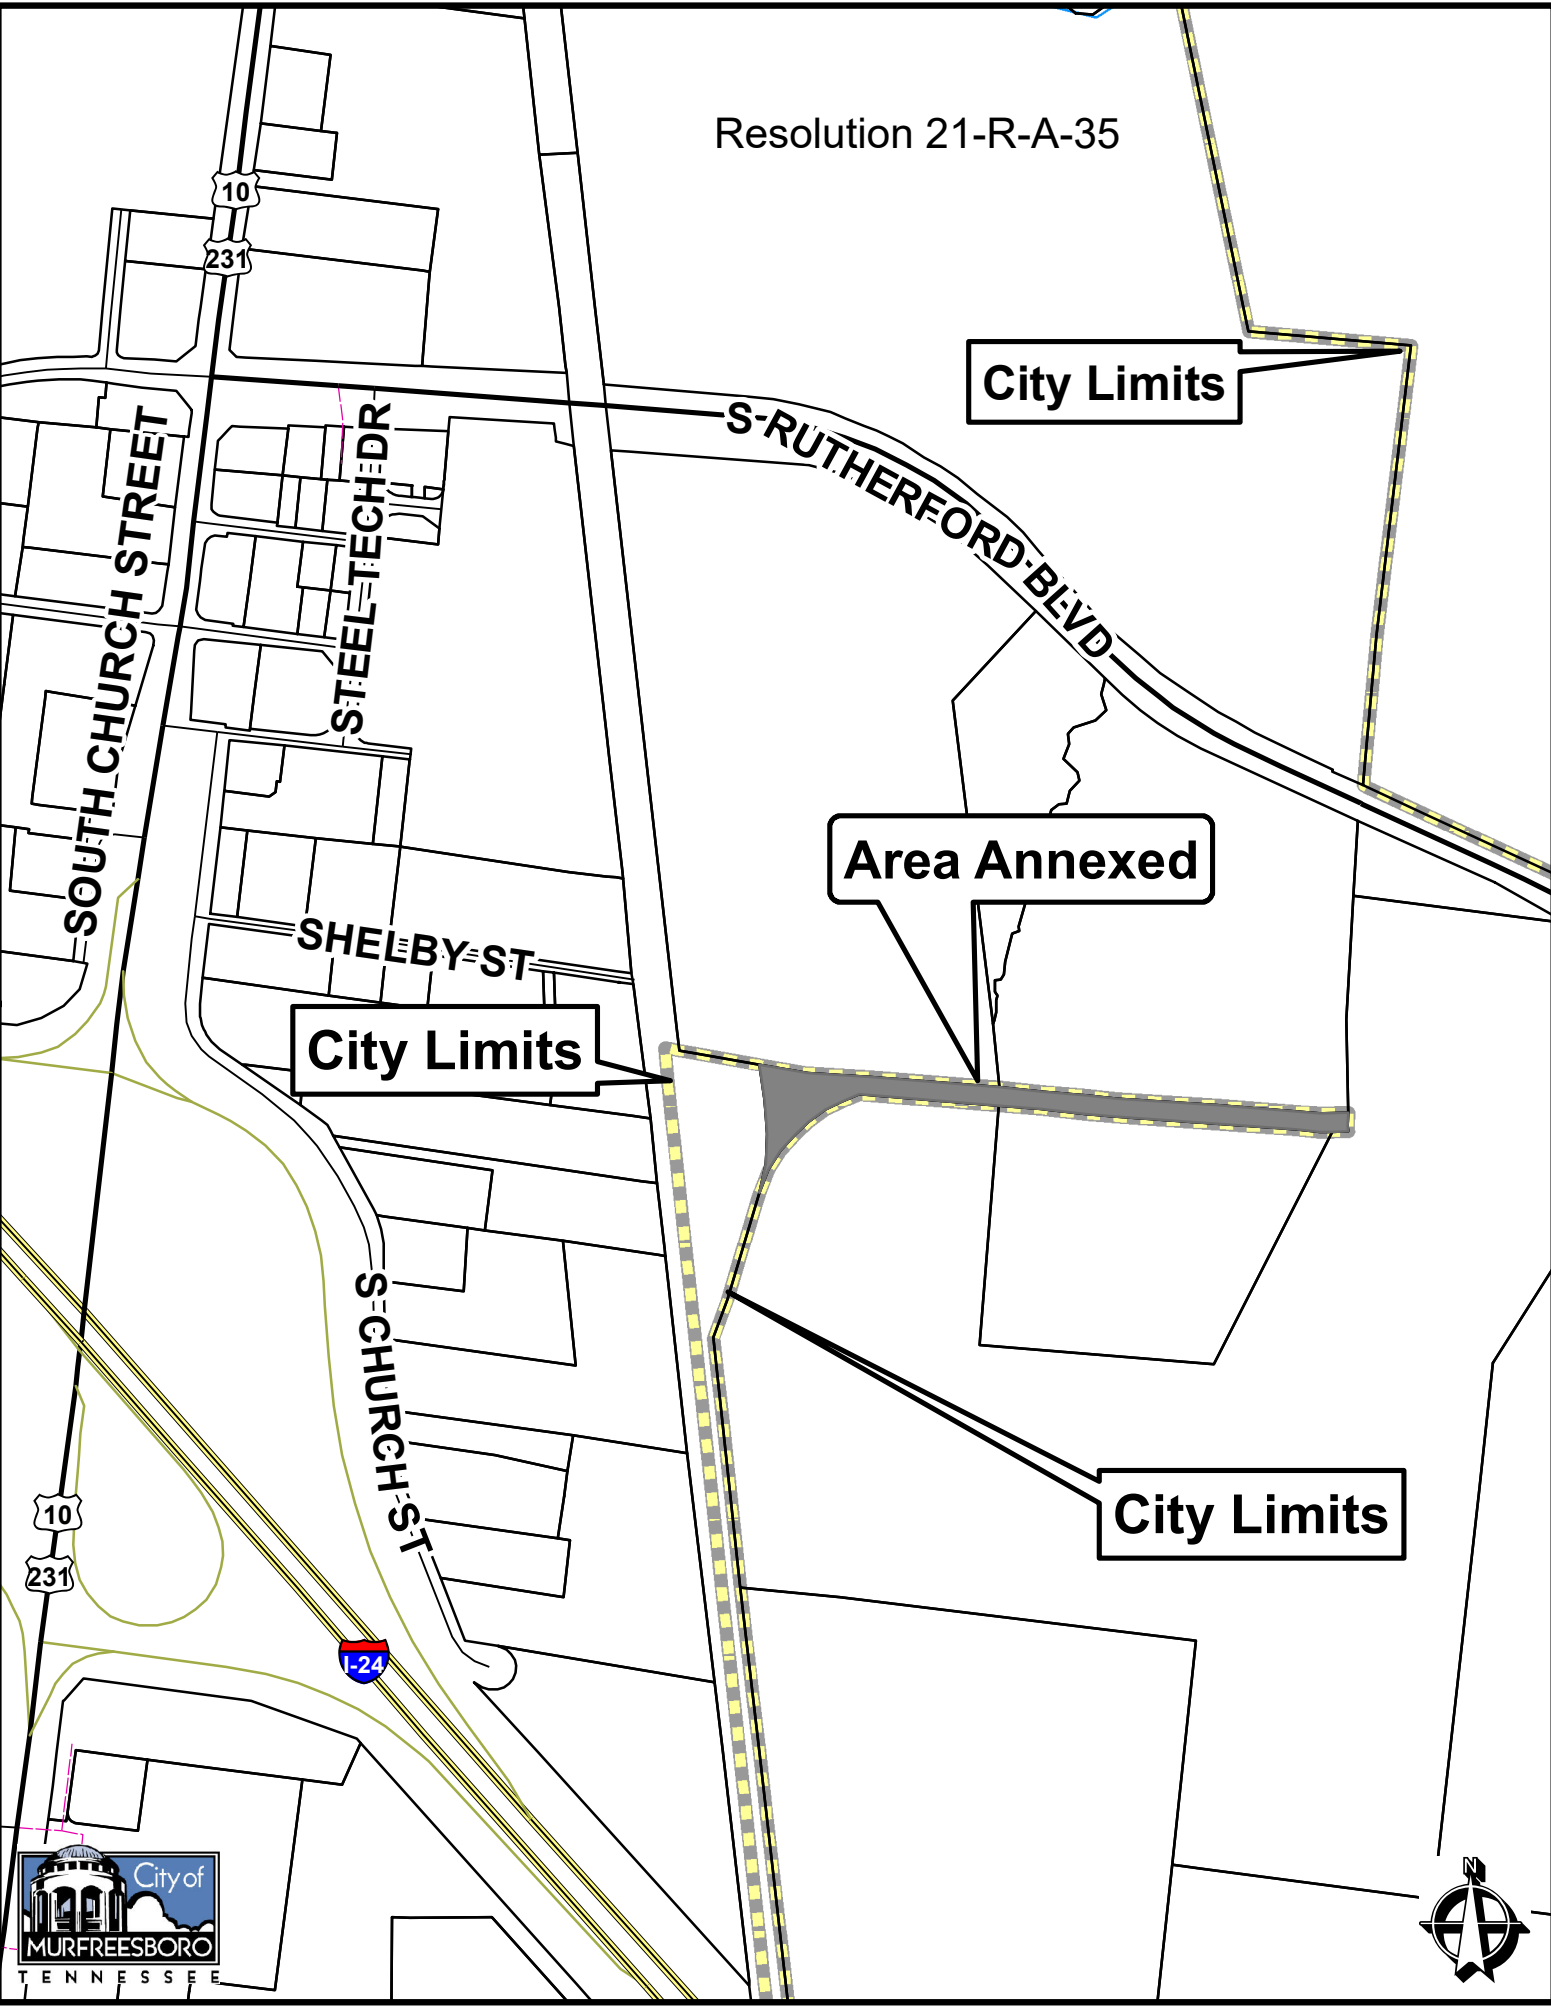 Resolution 21-R-A-35
10
231
City Limits
S RUTHERFORD BLVD
STEEL TECH DR
SOUTH CHURCH STREET
Area Annexed
SHELBY ST
City Limits
S CHURCH ST
City Limits
10
231
I-24
City of
MURFREESBORO
TENNESSEE
N